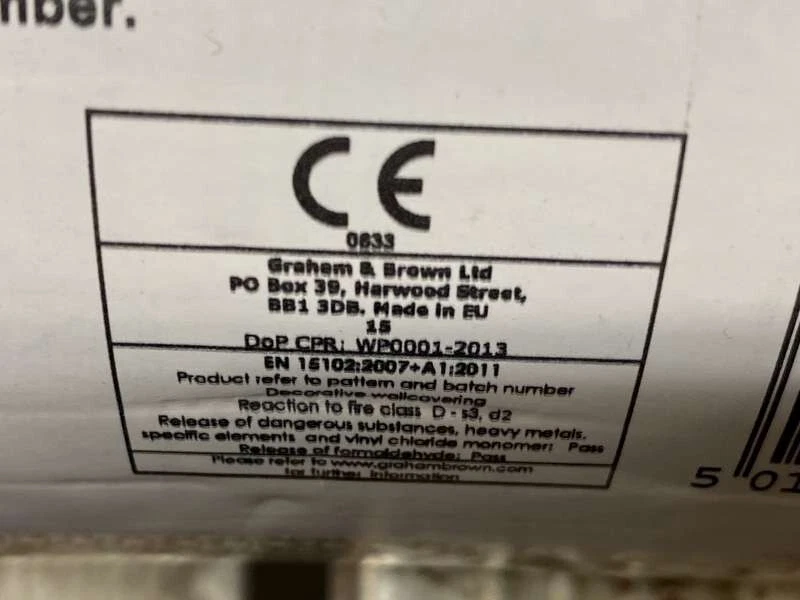 mber.
CE
0833
Graham & Brown Ltd
PO Box 39, Harwood Street,
BB1 3DB. Made in EU
15
DoP CPR: WP0001-2013
EN 15102:2007+A1:2011
Product refer to pattern and batch number
Decorative wallcovering
Reaction to fire class D - s3, d2
Release of dangerous substances, heavy metals,
specific elements and vinyl chloride monomer: Pass
Release of formaldehyde: Pass
Please refer to www.grahambrown.com
for further information
5 01